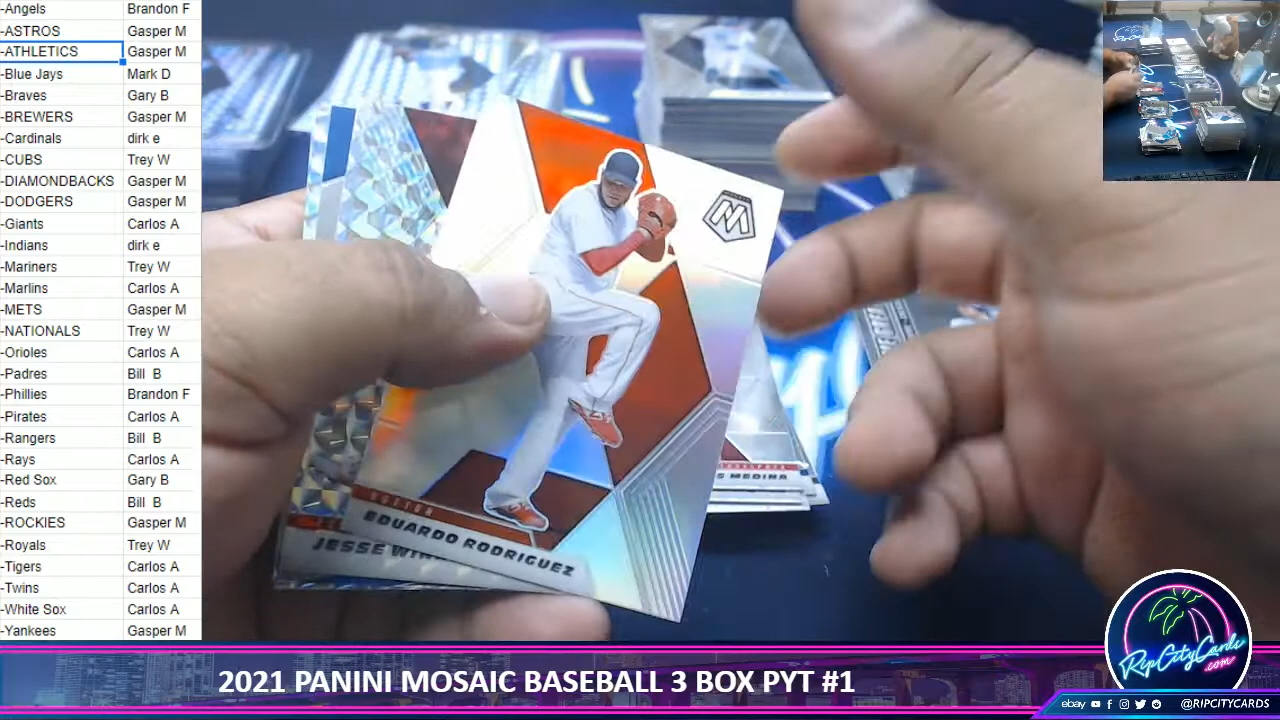 -Angels Brandon F
-ASTROS Gasper M
-ATHLETICS Gasper M
-Blue Jays Mark D
-Braves Gary B
-BREWERS Gasper M
-Cardinals dirk e
-CUBS Trey W
-DIAMONDBACKS Gasper M
-DODGERS Gasper M
-Giants Carlos A
-Indians dirk e
-Mariners Trey W
-Marlins Carlos A
-METS Gasper M
-NATIONALS Trey W
-Orioles Carlos A
-Padres Bill B
-Phillies Brandon F
-Pirates Carlos A
-Rangers Bill B
-Rays Carlos A
-Red Sox Gary B
-Reds Bill B
-ROCKIES Gasper M
-Royals Trey W
-Tigers Carlos A
-Twins Carlos A
-White Sox Carlos A
-Yankees Gasper M
BOSTON
EDUARDO RODRIGUEZ
JESSE
MEDINA
RipCityCards
.com
2021 PANINI MOSAIC BASEBALL 3 BOX PYT #1
ebay @RIPCITYCARDS